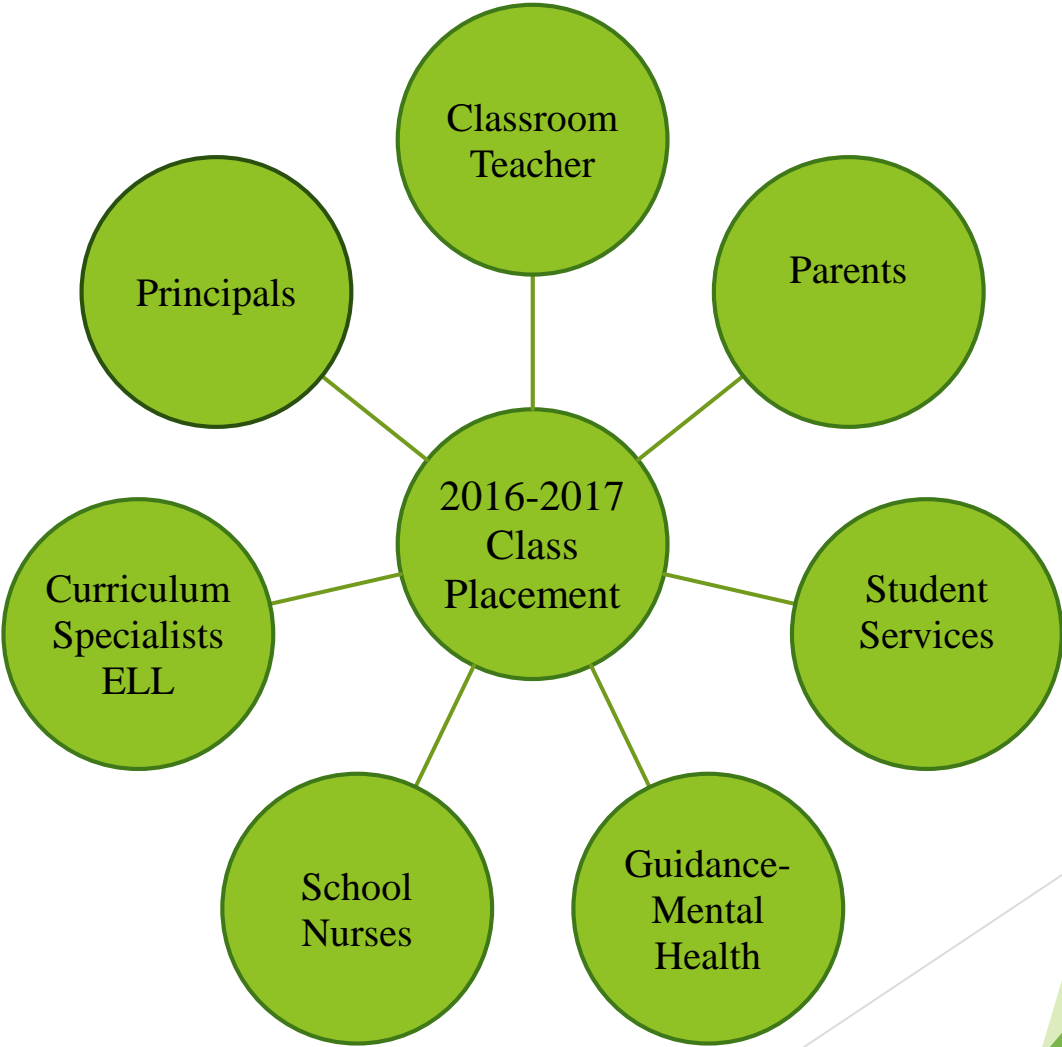 Classroom
Teacher
Parents
Principals
2016-2017
Class
Placement
Student
Services
Curriculum
Specialists
ELL
Guidance-
Mental
Health
School
Nurses